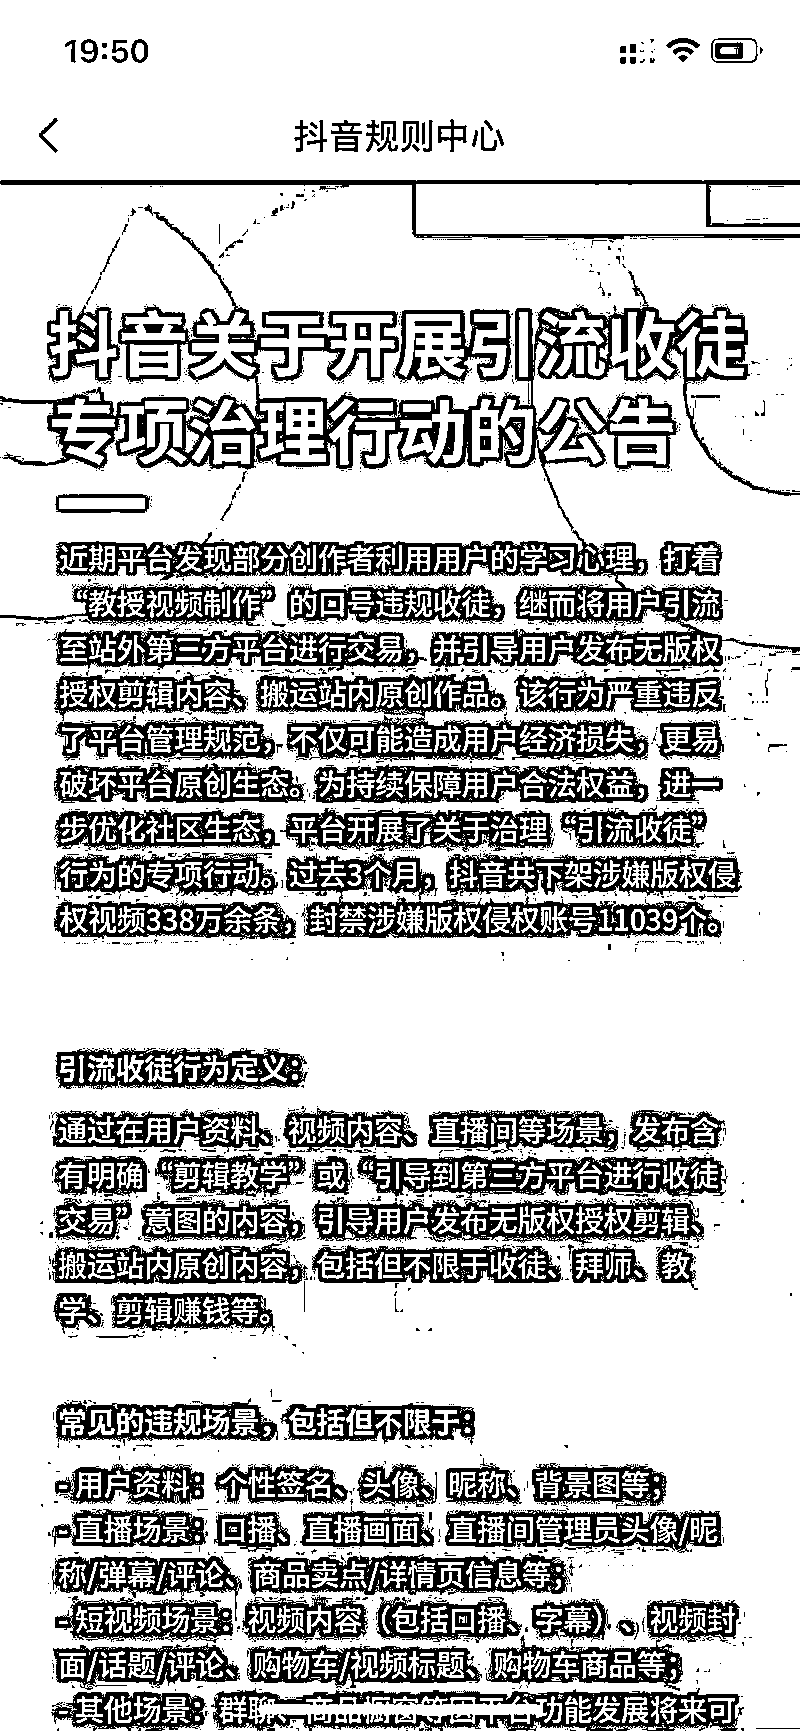 19:50
抖音规则中心
抖音关于开展引流收徒
专项治理行动的公告
近期平台发现部分创作者利用用户的学习心理，打着
“教授视频制作”的口号违规收徒，继而将用户引流
至站外第三方平台进行交易，并引导用户发布无版权
授权剪辑内容、搬运站内原创作品。该行为严重违反
了平台管理规范，不仅可能造成用户经济损失，更易
破坏平台原创生态。为持续保障用户合法权益，进一
步优化社区生态，平台开展了关于治理“引流收徒”
行为的专项行动。过去3个月，抖音共下架涉嫌版权侵
权视频338万余条，封禁涉嫌版权侵权账号11039个。
引流收徒行为定义：
通过在用户资料、视频内容、直播间等场景，发布含
有明确“剪辑教学”或“引导到第三方平台进行收徒
交易”意图的内容，引导用户发布无版权授权剪辑、
搬运站内原创内容，包括但不限于收徒、拜师、教
学、剪辑赚钱等。
常见的违规场景，包括但不限于：
- 用户资料：个性签名、头像、昵称、背景图等；
- 直播场景：口播、直播画面、直播间管理员头像/昵
称/弹幕/评论、商品卖点/详情页信息等；
- 短视频场景：视频内容（包括口播、字幕）、视频封
面/话题/评论、购物车/视频标题、购物车商品等；
- 其他场景：群聊、商品橱窗等因平台功能发展将来可